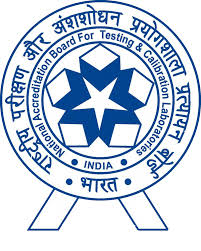 राष्ट्रीय परीक्षण और अंशशोधन प्रयोगशाला प्रत्यायन बोर्ड
National Accreditation Board For Testing & Calibration Laboratories
• INDIA •
• भारत •